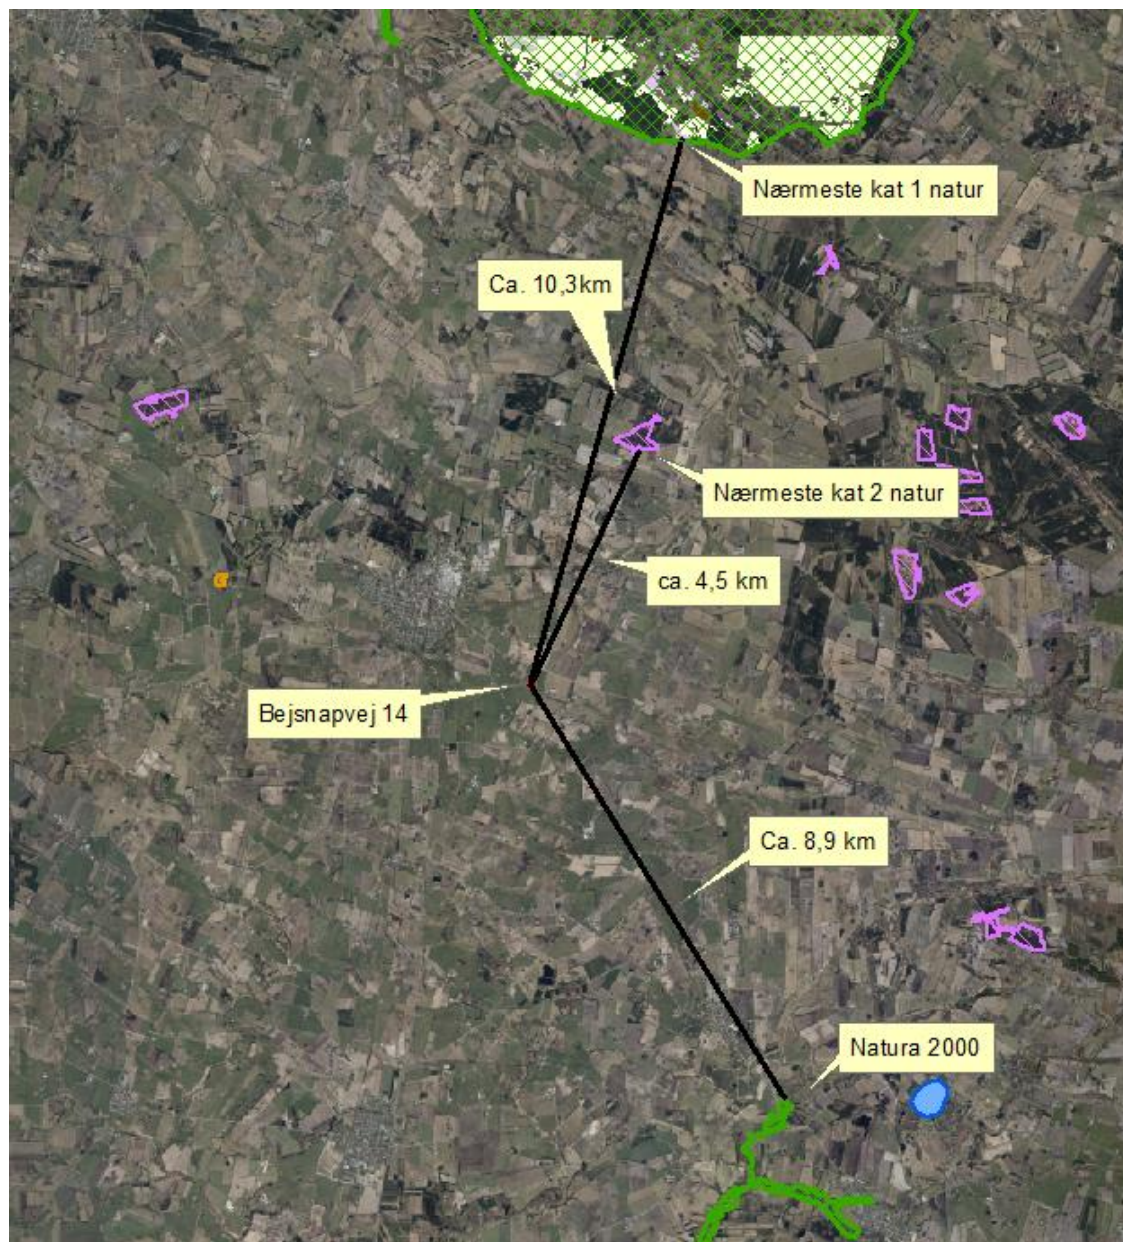 Nærmeste kat 1 natur
Ca. 10,3km
Nærmeste kat 2 natur
ca. 4,5 km
Bejsnapvej 14
Ca. 8,9 km
Natura 2000